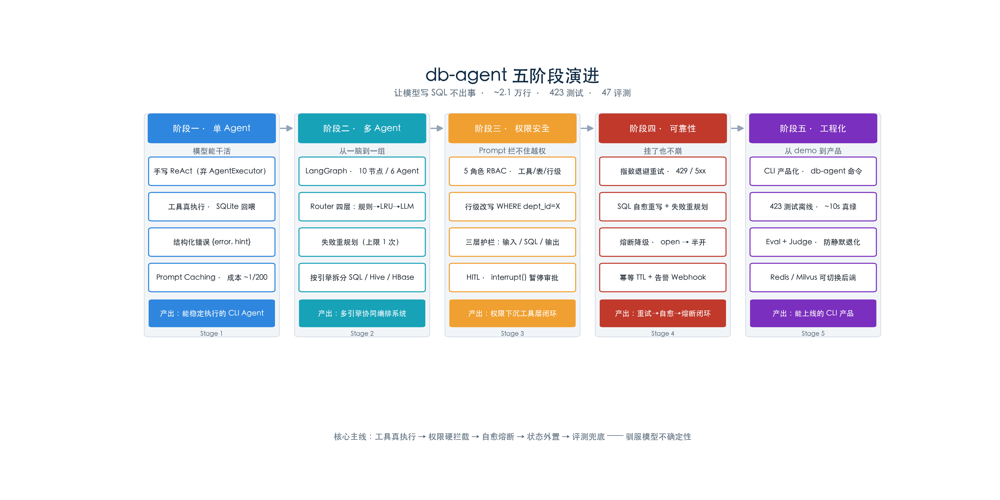 db-agent 五阶段演进
让模型写 SQL 不出事 · ~2.1 万行 · 423 测试 · 47 评测
阶段一 · 单 Agent
模型能干活
手写 ReAct（弃 AgentExecutor）
工具真执行 · SQLite 回喂
结构化错误 {error, hint}
Prompt Caching · 成本 ~1/200
产出：能稳定执行的 CLI Agent
Stage 1
阶段二 · 多 Agent
从一脑到一组
LangGraph · 10 节点 / 6 Agent
Router 四层：规则→LRU→LLM
失败重规划（上限 1 次）
按引擎拆分 SQL / Hive / HBase
产出：多引擎协同编排系统
Stage 2
阶段三 · 权限安全
Prompt 拦不住越权
5 角色 RBAC · 工具/表/行级
行级改写 WHERE dept_id=X
三层护栏：输入 / SQL / 输出
HITL · interrupt() 暂停审批
产出：权限下沉工具层闭环
Stage 3
阶段四 · 可靠性
挂了也不崩
指数退避重试 · 429 / 5xx
SQL 自愈重写 + 失败重规划
熔断降级 · open → 半开
幂等 TTL + 告警 Webhook
产出：重试→自愈→熔断闭环
Stage 4
阶段五 · 工程化
从 demo 到产品
CLI 产品化 · db-agent 命令
423 测试离线 · ~10s 真绿
Eval + Judge · 防静默退化
Redis / Milvus 可切换后端
产出：能上线的 CLI 产品
Stage 5
核心主线：工具真执行 → 权限硬拦截 → 自愈熔断 → 状态外置 → 评测兜底 —— 驯服模型不确定性